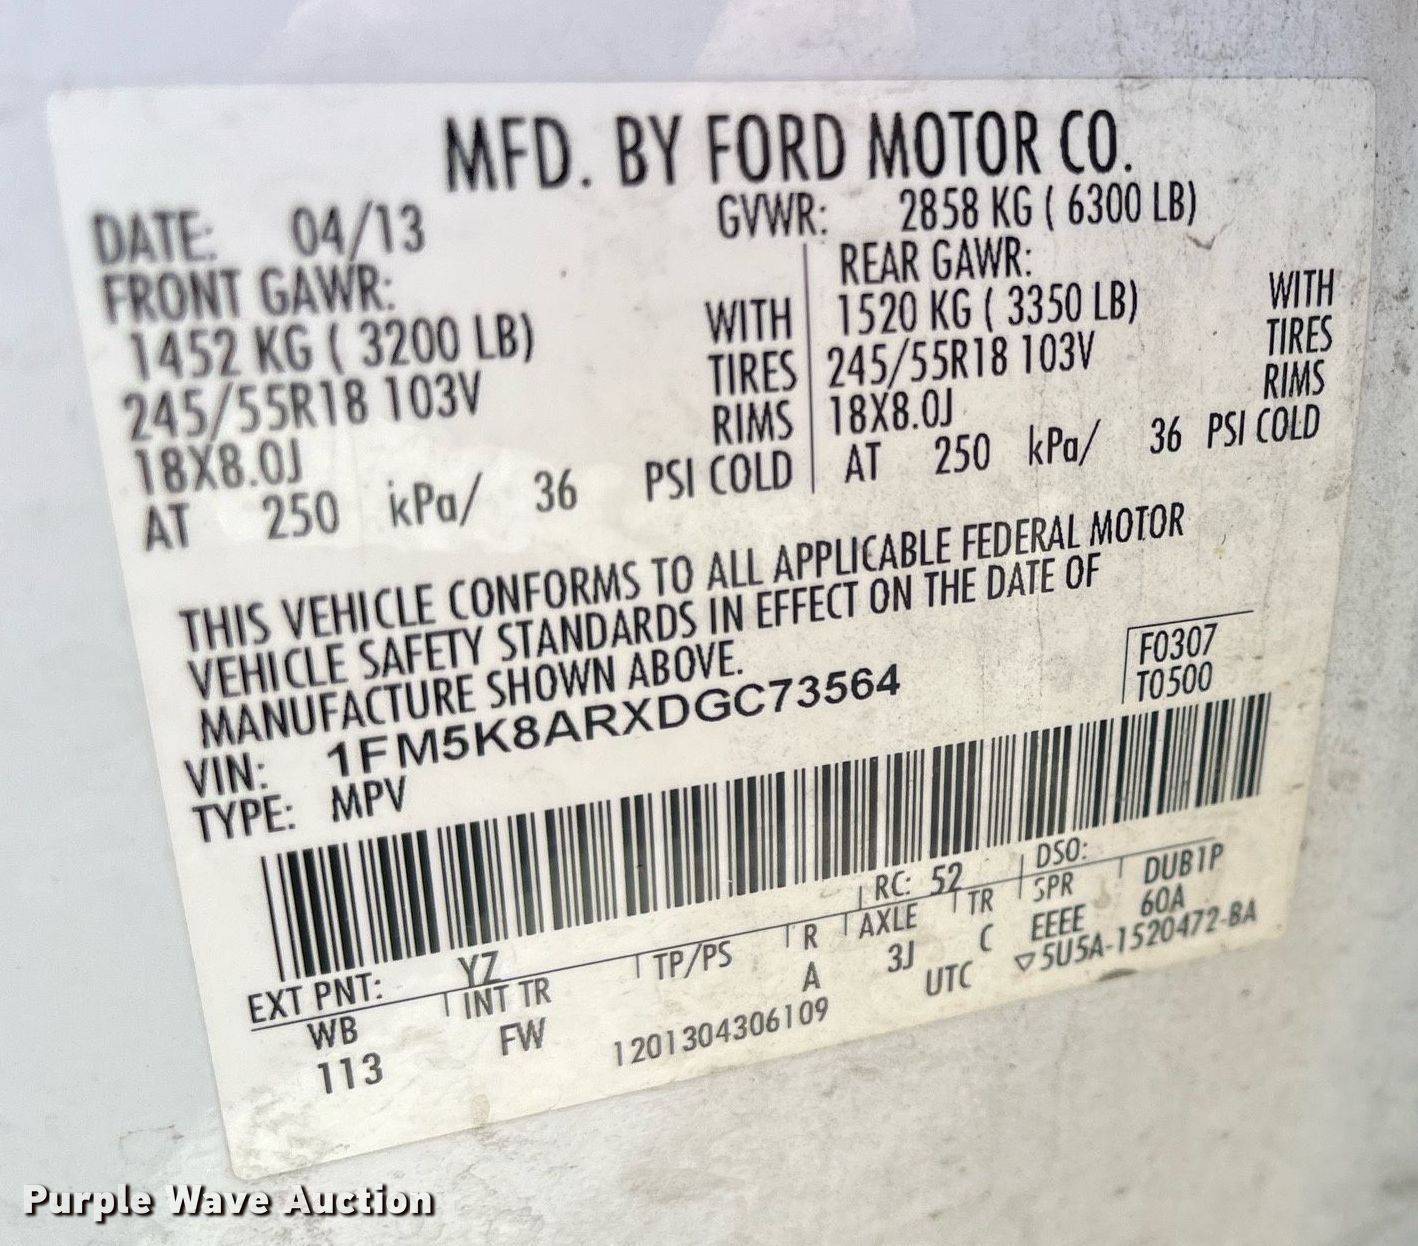 MFD. BY FORD MOTOR CO.
DATE: 04/13 GVWR: 2858 KG ( 6300 LB)
FRONT GAWR: REAR GAWR:
1452 KG ( 3200 LB) WITH 1520 KG ( 3350 LB) WITH
245/55R18 103V TIRES 245/55R18 103V TIRES
18X8.0J RIMS 18X8.0J RIMS
AT 250 kPa/ 36 PSI COLD AT 250 kPa/ 36 PSI COLD
THIS VEHICLE CONFORMS TO ALL APPLICABLE FEDERAL MOTOR
VEHICLE SAFETY STANDARDS IN EFFECT ON THE DATE OF
MANUFACTURE SHOWN ABOVE.
F0307
T0500
VIN: 1FM5K8ARXDGC73564
TYPE: MPV
EXT PNT: YZ RC: 52 DSO:
WB INT TR TP/PS R AXLE TR SPR DUB1P
113 FW A 3J C EEEE 60A
1201304306109 UTC ▽5U5A-1520472-BA
Purple Wave Auction